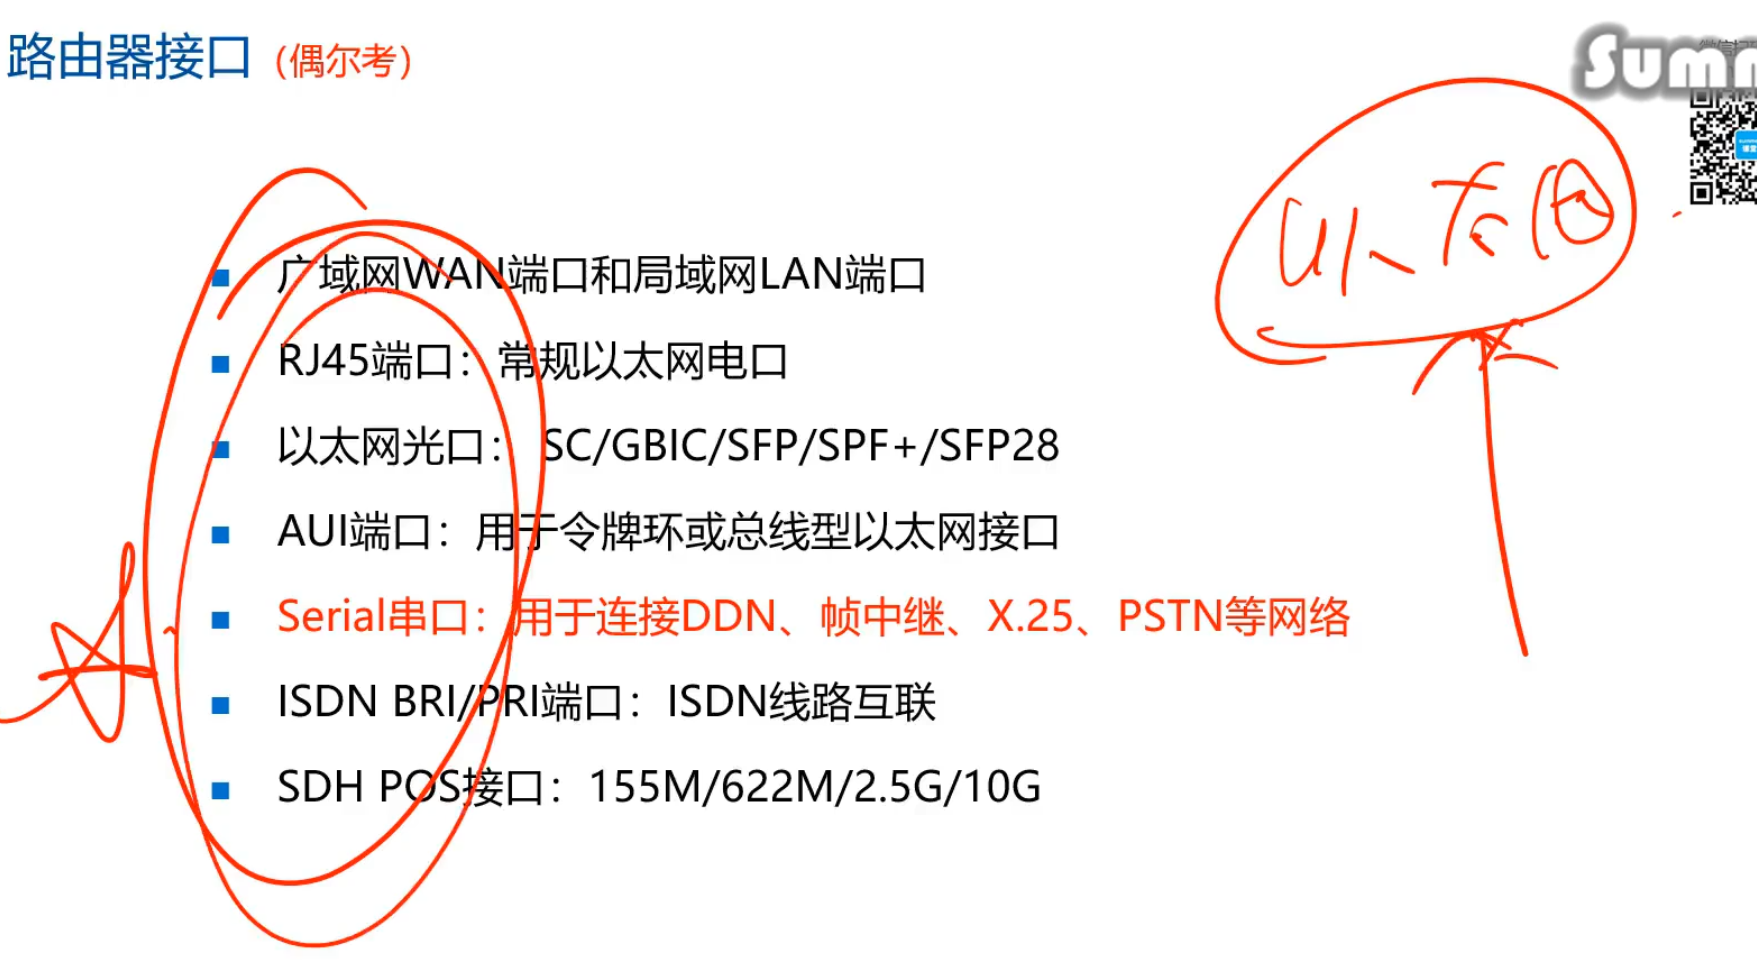 路由器接口（偶尔考）
Summ
广域网WAN端口和局域网LAN端口
RJ45端口：常规以太网电口
以太网光口： SC/GBIC/SFP/SPF+/SFP28
AUI端口：用于令牌环或总线型以太网接口
Serial串口：用于连接DDN、帧中继、X.25、PSTN等网络
ISDN BRI/PRI端口：ISDN线路互联
SDH POS接口：155M/622M/2.5G/10G